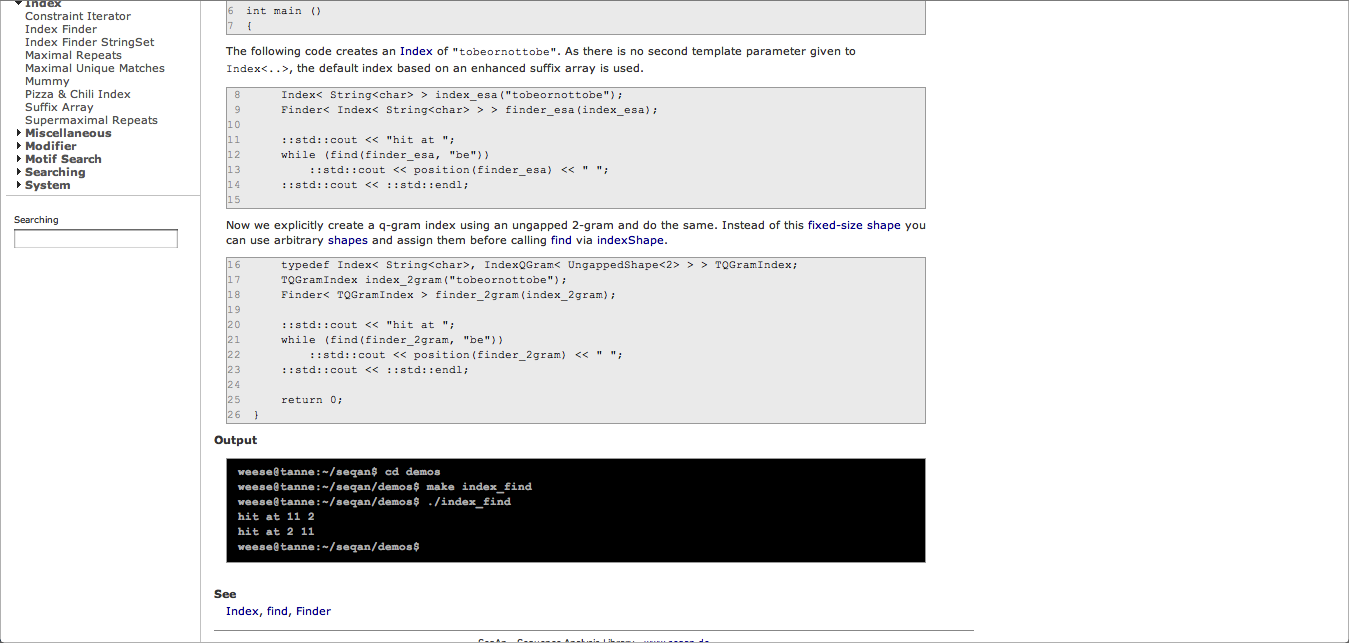 Index
Constraint Iterator
Index Finder
Index Finder StringSet
Maximal Repeats
Maximal Unique Matches
Mummy
Pizza & Chili Index
Suffix Array
Supermaximal Repeats
Miscellaneous
Modifier
Motif Search
Searching
System
Searching
6 int main ()
7 {
The following code creates an Index of "tobeornottobe". As there is no second template parameter given to
Index<..>, the default index based on an enhanced suffix array is used.
8     Index< String<char> > index_esa("tobeornottobe");
9     Finder< Index< String<char> > > finder_esa(index_esa);
10
11     ::std::cout << "hit at ";
12     while (find(finder_esa, "be"))
13         ::std::cout << position(finder_esa) << " ";
14     ::std::cout << ::std::endl;
15
Now we explicitly create a q-gram index using an ungapped 2-gram and do the same. Instead of this fixed-size shape you
can use arbitrary shapes and assign them before calling find via indexShape.
16     typedef Index< String<char>, IndexQGram< UngappedShape<2> > > TQGramIndex;
17     TQGramIndex index_2gram("tobeornottobe");
18     Finder< TQGramIndex > finder_2gram(index_2gram);
19
20     ::std::cout << "hit at ";
21     while (find(finder_2gram, "be"))
22         ::std::cout << position(finder_2gram) << " ";
23     ::std::cout << ::std::endl;
24
25     return 0;
26 }
Output
weese@tanne:~/seqan$ cd demos
weese@tanne:~/seqan/demos$ make index_find
weese@tanne:~/seqan/demos$ ./index_find
hit at 11 2
hit at 2 11
weese@tanne:~/seqan/demos$
See
Index, find, Finder
SeqAn - Sequence Analysis Library - www.seqan.de